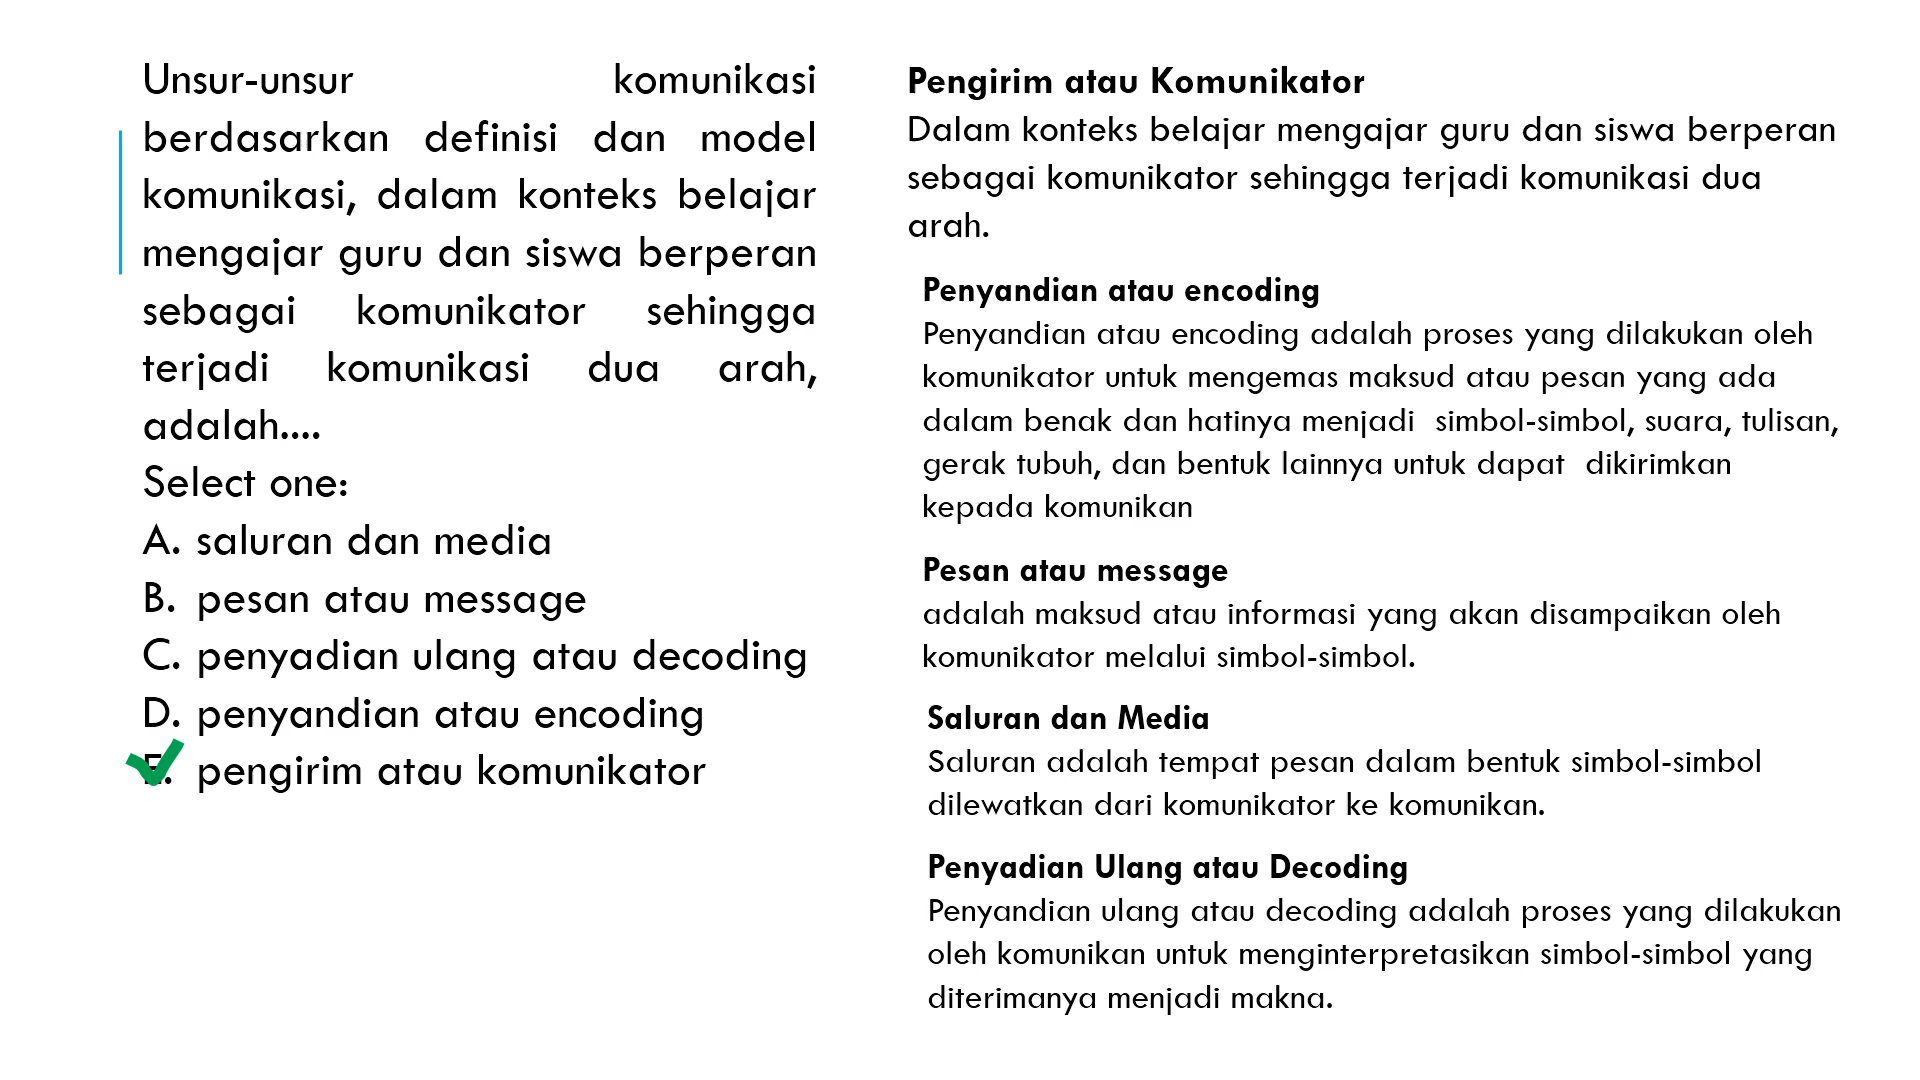 Unsur-unsur komunikasi
berdasarkan definisi dan model
komunikasi, dalam konteks belajar
mengajar guru dan siswa berperan
sebagai komunikator sehingga
terjadi komunikasi dua arah,
adalah....
Select one:
A. saluran dan media
B. pesan atau message
C. penyadian ulang atau decoding
D. penyandian atau encoding
E. pengirim atau komunikator
Pengirim atau Komunikator
Dalam konteks belajar mengajar guru dan siswa berperan
sebagai komunikator sehingga terjadi komunikasi dua
arah.
Penyandian atau encoding
Penyandian atau encoding adalah proses yang dilakukan oleh
komunikator untuk mengemas maksud atau pesan yang ada
dalam benak dan hatinya menjadi simbol-simbol, suara, tulisan,
gerak tubuh, dan bentuk lainnya untuk dapat dikirimkan
kepada komunikan
Pesan atau message
adalah maksud atau informasi yang akan disampaikan oleh
komunikator melalui simbol-simbol.
Saluran dan Media
Saluran adalah tempat pesan dalam bentuk simbol-simbol
dilewatkan dari komunikator ke komunikan.
Penyadian Ulang atau Decoding
Penyandian ulang atau decoding adalah proses yang dilakukan
oleh komunikan untuk menginterpretasikan simbol-simbol yang
diterimanya menjadi makna.